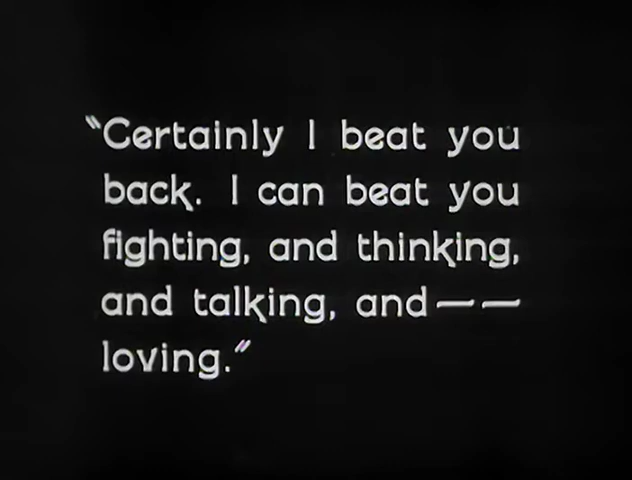 "Certainly I beat you
back. I can beat you
fighting, and thinking,
and talking, and — —
loving."